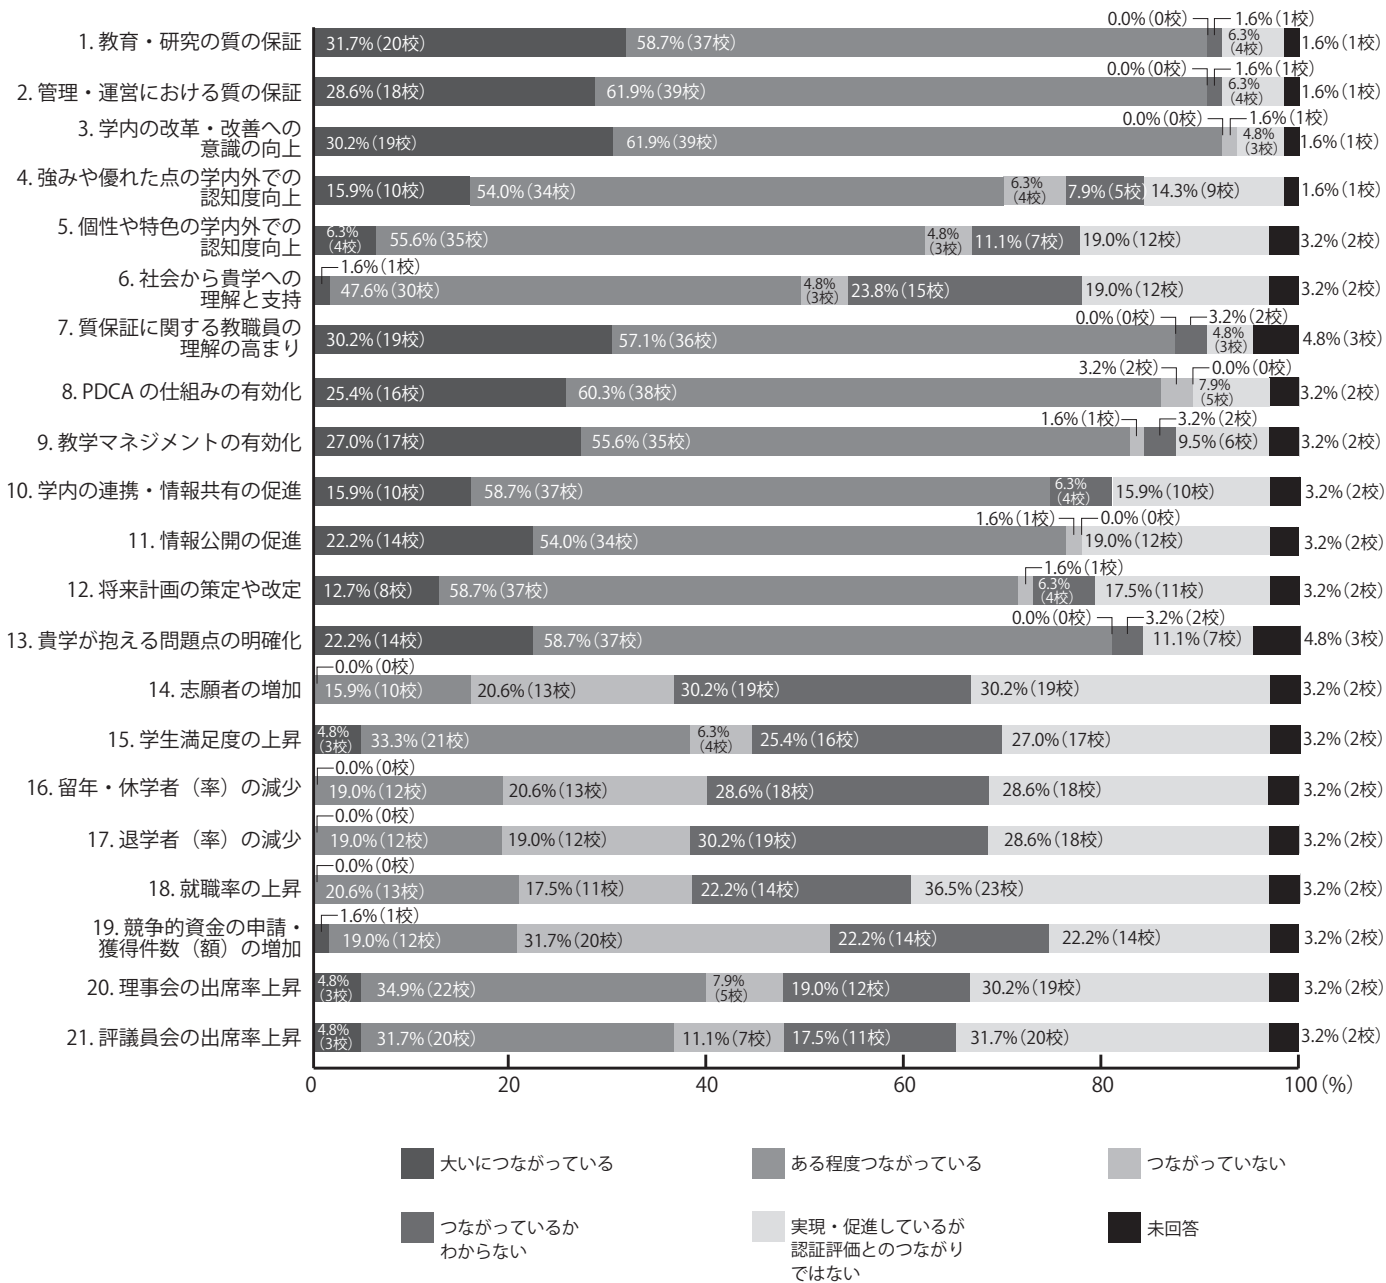 0.0%(0校) 1.6%(1校)
1. 教育・研究の質の保証 31.7%(20校) 58.7%(37校) 6.3%(4校) 1.6%(1校)
0.0%(0校) 1.6%(1校)
2. 管理・運営における質の保証 28.6%(18校) 61.9%(39校) 6.3%(4校) 1.6%(1校)
0.0%(0校) 1.6%(1校)
3. 学内の改革・改善への
意識の向上 30.2%(19校) 61.9%(39校) 4.8%(3校) 1.6%(1校)
4. 強みや優れた点の学内外での
認知度向上 15.9%(10校) 54.0%(34校) 6.3%(4校) 7.9%(5校) 14.3%(9校) 1.6%(1校)
5. 個性や特色の学内外での
認知度向上 6.3%(4校) 55.6%(35校) 4.8%(3校) 11.1%(7校) 19.0%(12校) 3.2%(2校)
1.6%(1校)
6. 社会から貴学への
理解と支持 47.6%(30校) 4.8%(3校) 23.8%(15校) 19.0%(12校) 3.2%(2校)
0.0%(0校) 3.2%(2校)
7. 質保証に関する教職員の
理解の高まり 30.2%(19校) 57.1%(36校) 4.8%(3校) 4.8%(3校)
3.2%(2校) 0.0%(0校)
8. PDCA の仕組みの有効化 25.4%(16校) 60.3%(38校) 7.9%(5校) 3.2%(2校)
1.6%(1校) 3.2%(2校)
9. 教学マネジメントの有効化 27.0%(17校) 55.6%(35校) 9.5%(6校) 3.2%(2校)
10. 学内の連携・情報共有の促進 15.9%(10校) 58.7%(37校) 6.3%(4校) 15.9%(10校) 3.2%(2校)
1.6%(1校) 0.0%(0校)
11. 情報公開の促進 22.2%(14校) 54.0%(34校) 19.0%(12校) 3.2%(2校)
1.6%(1校)
12. 将来計画の策定や改定 12.7%(8校) 58.7%(37校) 6.3%(4校) 17.5%(11校) 3.2%(2校)
0.0%(0校) 3.2%(2校)
13. 貴学が抱える問題点の明確化 22.2%(14校) 58.7%(37校) 11.1%(7校) 4.8%(3校)
0.0%(0校)
14. 志願者の増加 15.9%(10校) 20.6%(13校) 30.2%(19校) 30.2%(19校) 3.2%(2校)
15. 学生満足度の上昇 4.8%(3校) 33.3%(21校) 6.3%(4校) 25.4%(16校) 27.0%(17校) 3.2%(2校)
0.0%(0校)
16. 留年・休学者(率)の減少 19.0%(12校) 20.6%(13校) 28.6%(18校) 28.6%(18校) 3.2%(2校)
0.0%(0校)
17. 退学者(率)の減少 19.0%(12校) 19.0%(12校) 30.2%(19校) 28.6%(18校) 3.2%(2校)
0.0%(0校)
18. 就職率の上昇 20.6%(13校) 17.5%(11校) 22.2%(14校) 36.5%(23校) 3.2%(2校)
1.6%(1校)
19. 競争的資金の申請・
獲得件数(額)の増加 19.0%(12校) 31.7%(20校) 22.2%(14校) 22.2%(14校) 3.2%(2校)
20. 理事会の出席率上昇 4.8%(3校) 34.9%(22校) 7.9%(5校) 19.0%(12校) 30.2%(19校) 3.2%(2校)
21. 評議員会の出席率上昇 4.8%(3校) 31.7%(20校) 11.1%(7校) 17.5%(11校) 31.7%(20校) 3.2%(2校)
0 20 40 60 80 100(%)
大いにつながっている ある程度つながっている つながっていない
つながっているか
わからない
実現・促進しているが
認証評価とのつながり
ではない
未回答